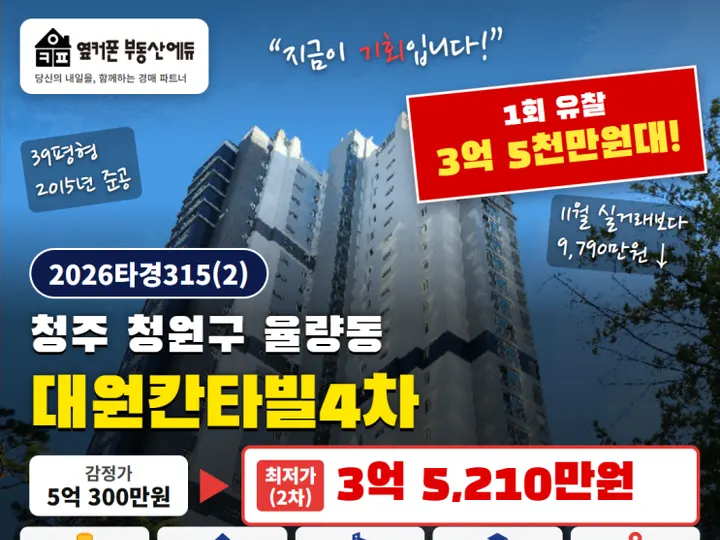 옆커폰 부동산에듀
당신의 내일을, 함께하는 경매 파트너
“지금이 기회입니다!”
1회 유찰
3억 5천만원대!
39평형
2015년 준공
11월 실거래보다
9,790만원↓
2026타경315(2)
청주 청원구 율량동
대원칸타빌4차
감정가
5억 300만원
최저가
(2차)
3억 5,210만원